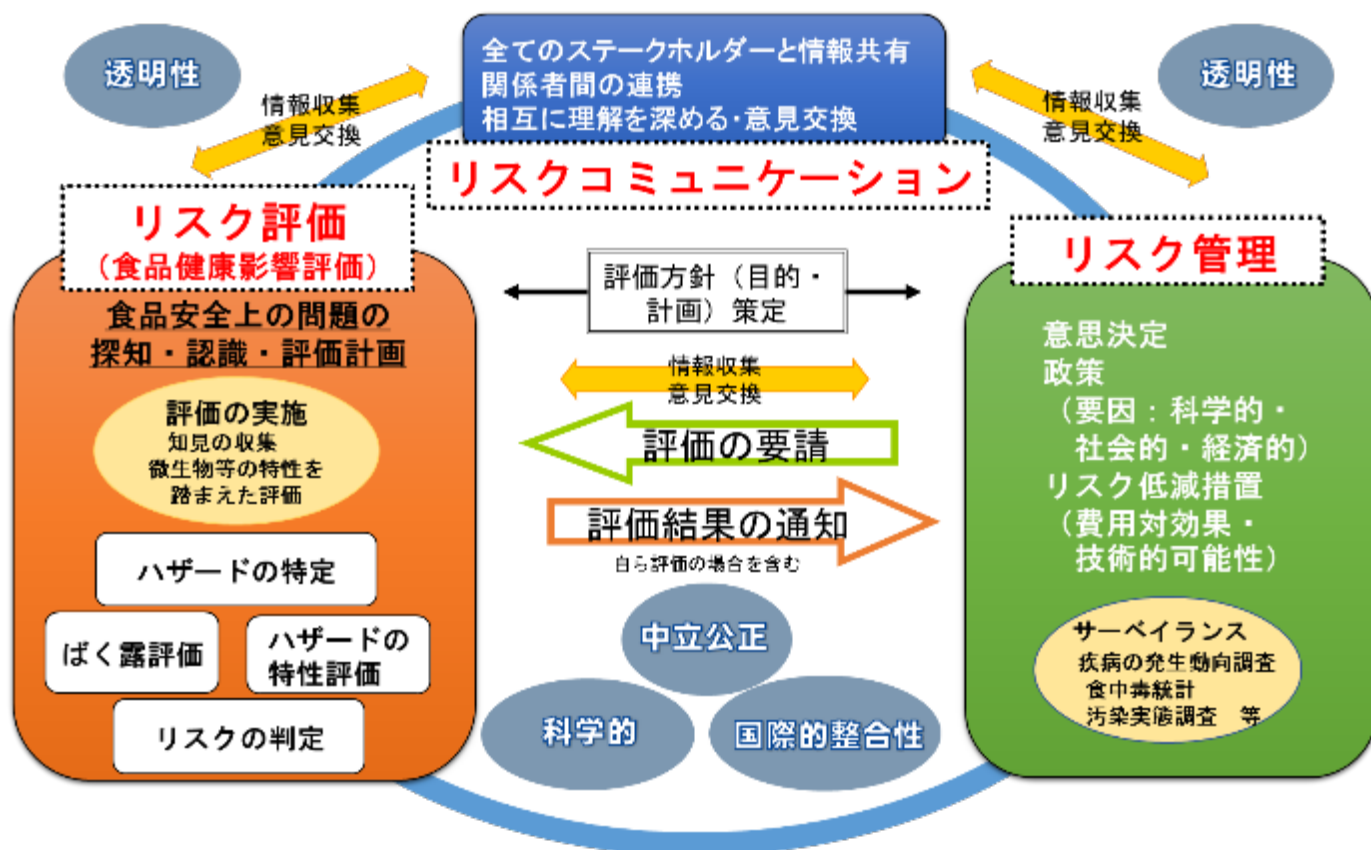 透明性
全てのステークホルダーと情報共有
関係者間の連携
相互に理解を深める・意見交換
透明性
情報収集
意見交換
情報収集
意見交換
リスクコミュニケーション
リスク評価
（食品健康影響評価）
食品安全上の問題の
探知・認識・評価計画
評価の実施
知見の収集
微生物等の特性を
踏まえた評価
ハザードの特定
ばく露評価
ハザードの
特性評価
リスクの判定
評価方針（目的・
計画）策定
情報収集
意見交換
評価の要請
評価結果の通知
自ら評価の場合を含む
中立公正
科学的
国際的整合性
リスク管理
意思決定
政策
（要因：科学的・
社会的・経済的）
リスク低減措置
（費用対効果・
技術的可能性）
サーベイランス
疾病の発生動向調査
食中毒統計
汚染実態調査　等